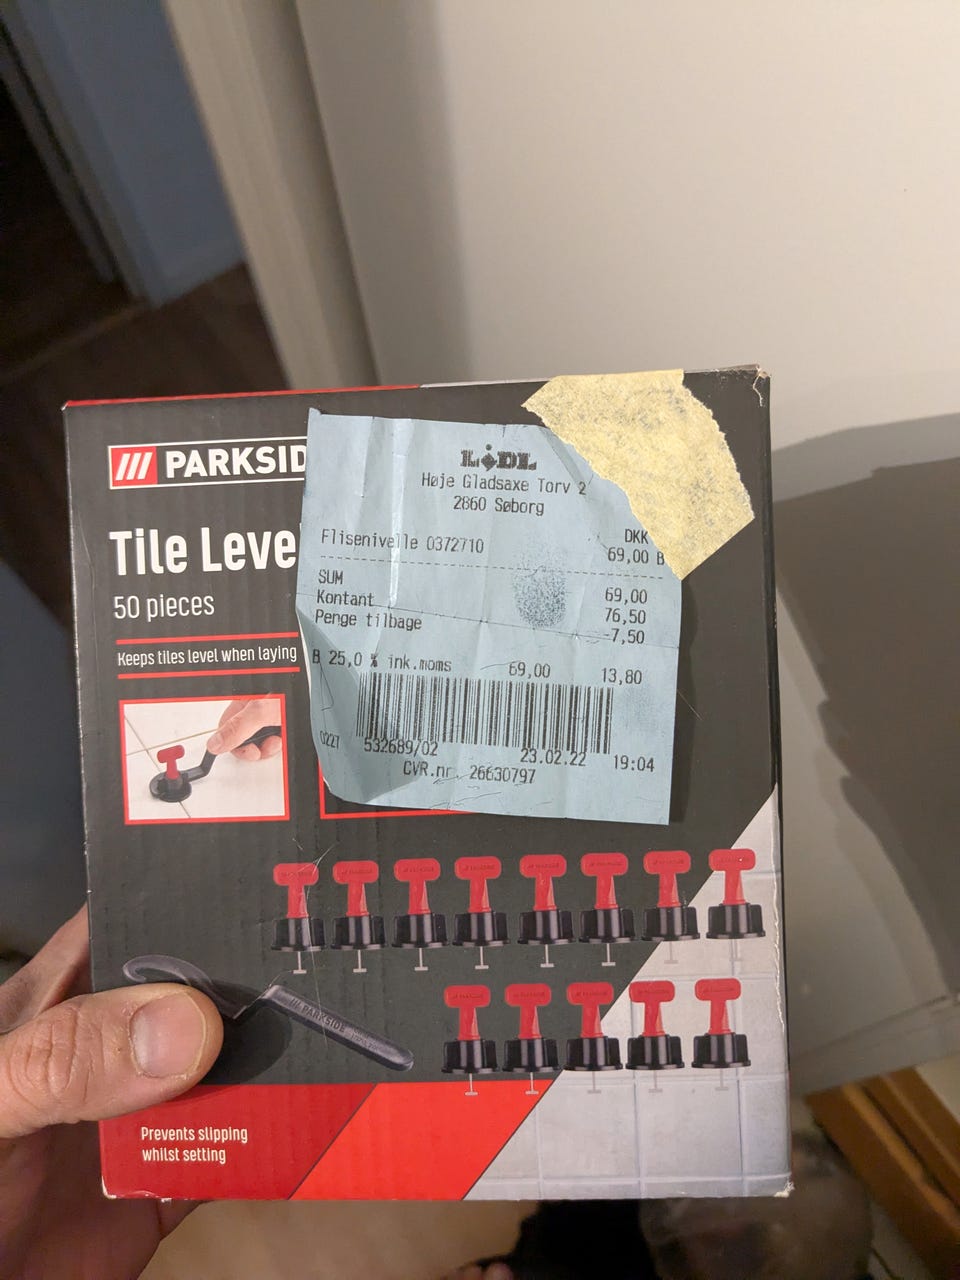 PARKSID
Tile Leve
50 pieces
Keeps tiles level when laying
LIDL
Høje Gladsaxe Torv 2
2860 Søborg
DKK
Flisenivelle 0372710 69,00 B
SUM 69,00
Kontant 76,50
Penge tilbage -7,50
B 25,0 % ink.moms 69,00 13,80
0227 532689/02 23.02.22 19:04
CVR.nr. 26630797
PARKSIDE
Prevents slipping
whilst setting